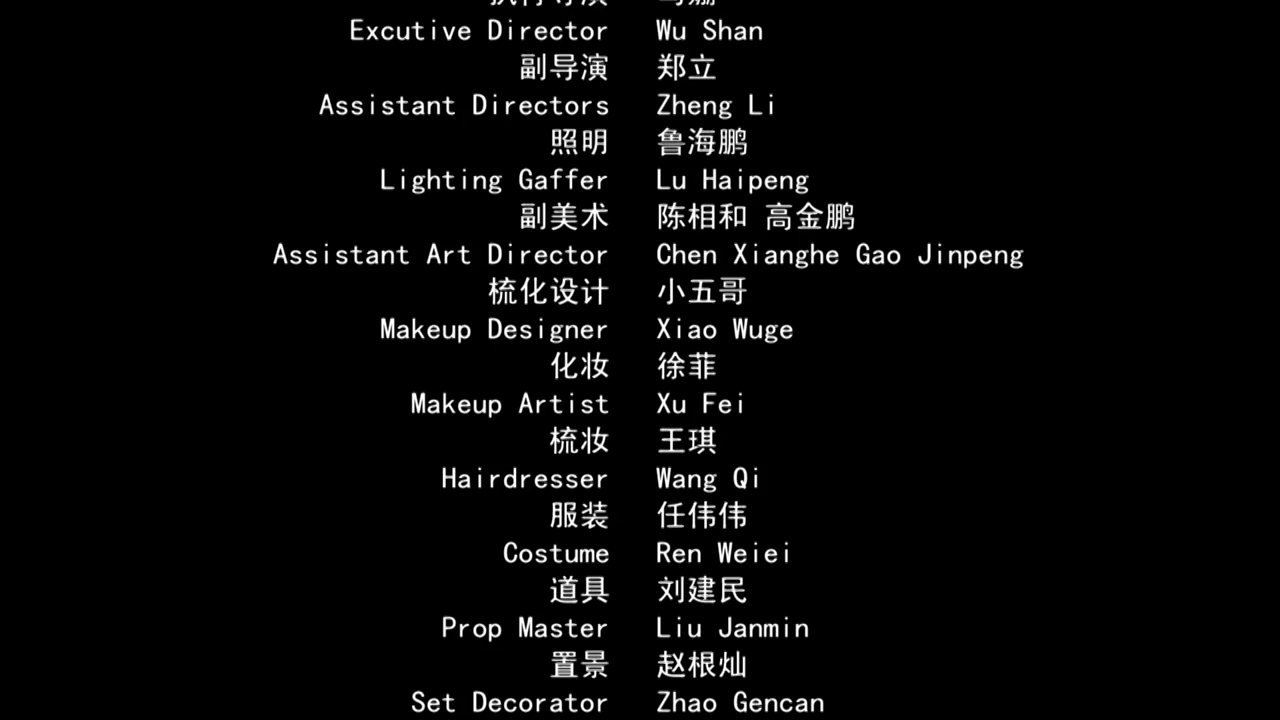 Excutive Director Wu Shan
副导演 郑立
Assistant Directors Zheng Li
照明 鲁海鹏
Lighting Gaffer Lu Haipeng
副美术 陈相和 高金鹏
Assistant Art Director Chen Xianghe Gao Jinpeng
梳化设计 小五哥
Makeup Designer Xiao Wuge
化妆 徐菲
Makeup Artist Xu Fei
梳妆 王琪
Hairdresser Wang Qi
服装 任伟伟
Costume Ren Weiei
道具 刘建民
Prop Master Liu Janmin
置景 赵根灿
Set Decorator Zhao Gencan